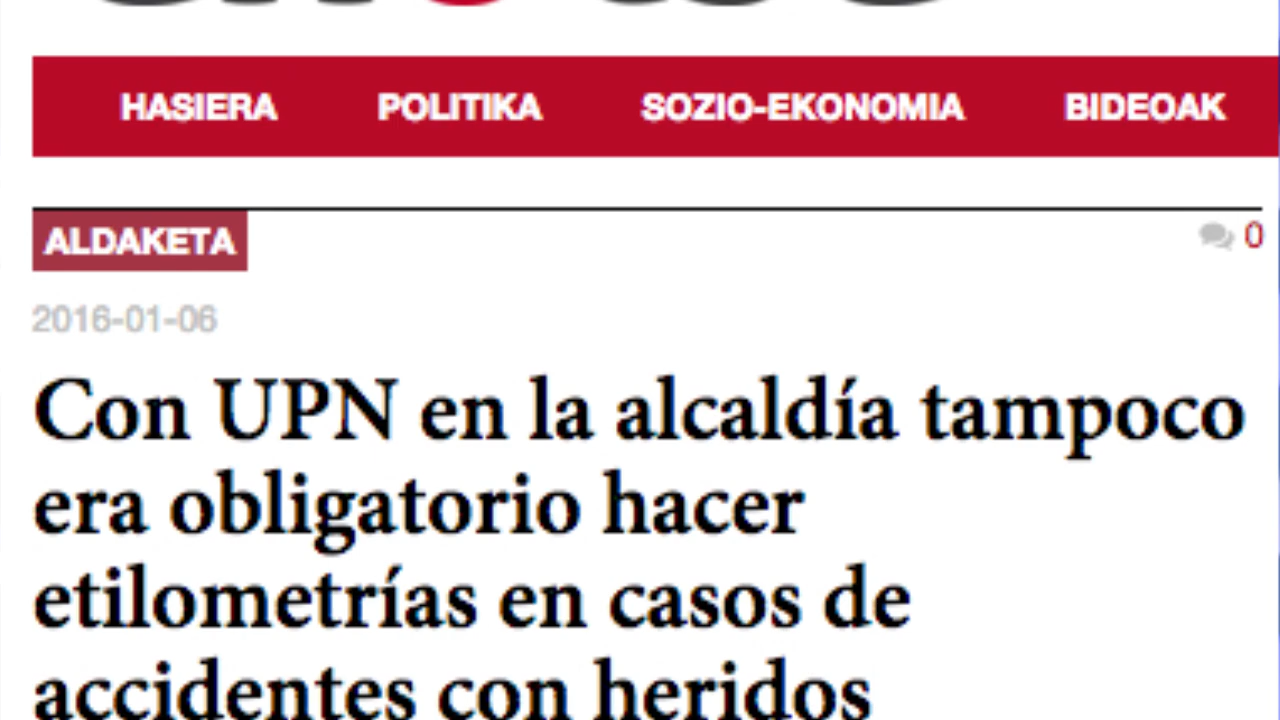 HASIERA POLITIKA SOZIO-EKONOMIA BIDEOAK
ALDAKETA 0
2016-01-06
Con UPN en la alcaldía tampoco
era obligatorio hacer
etilometrías en casos de
accidentes con heridos